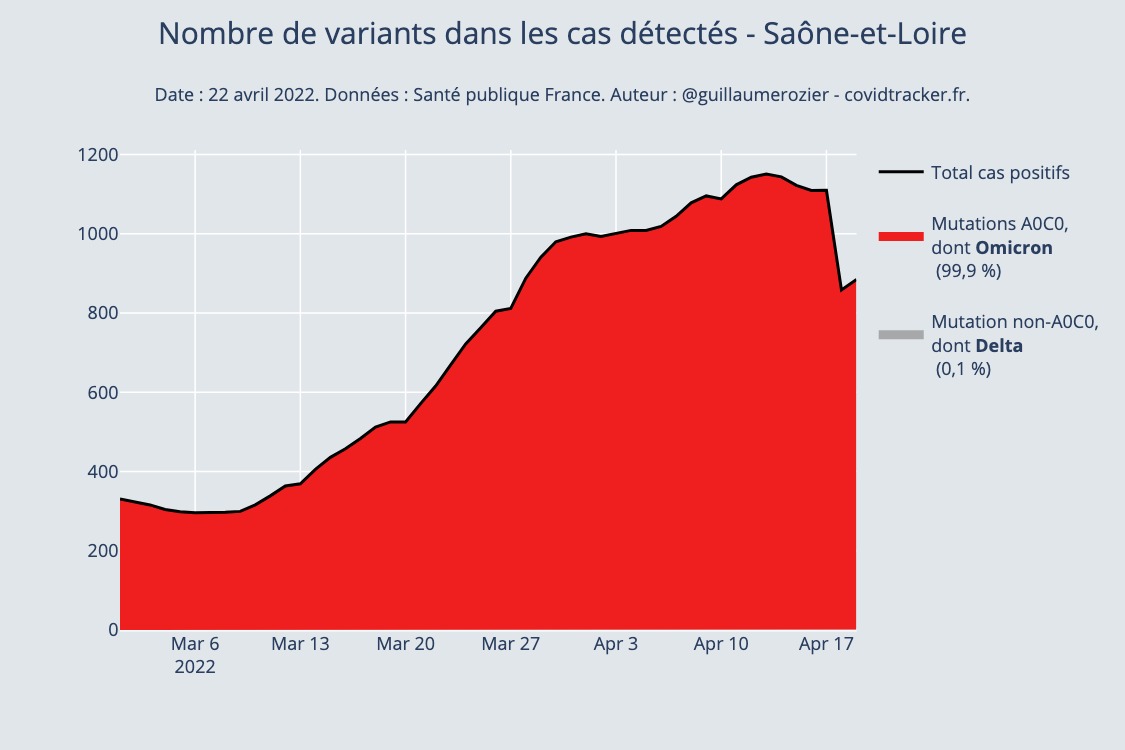 Nombre de variants dans les cas détectés - Saône-et-Loire
Date : 22 avril 2022. Données : Santé publique France. Auteur : @guillaumerozier - covidtracker.fr.
1200
1000
800
600
400
200
0
Mar 6
2022
Mar 13
Mar 20
Mar 27
Apr 3
Apr 10
Apr 17
Total cas positifs
Mutations A0C0,
dont Omicron
(99,9 %)
Mutation non-A0C0,
dont Delta
(0,1 %)